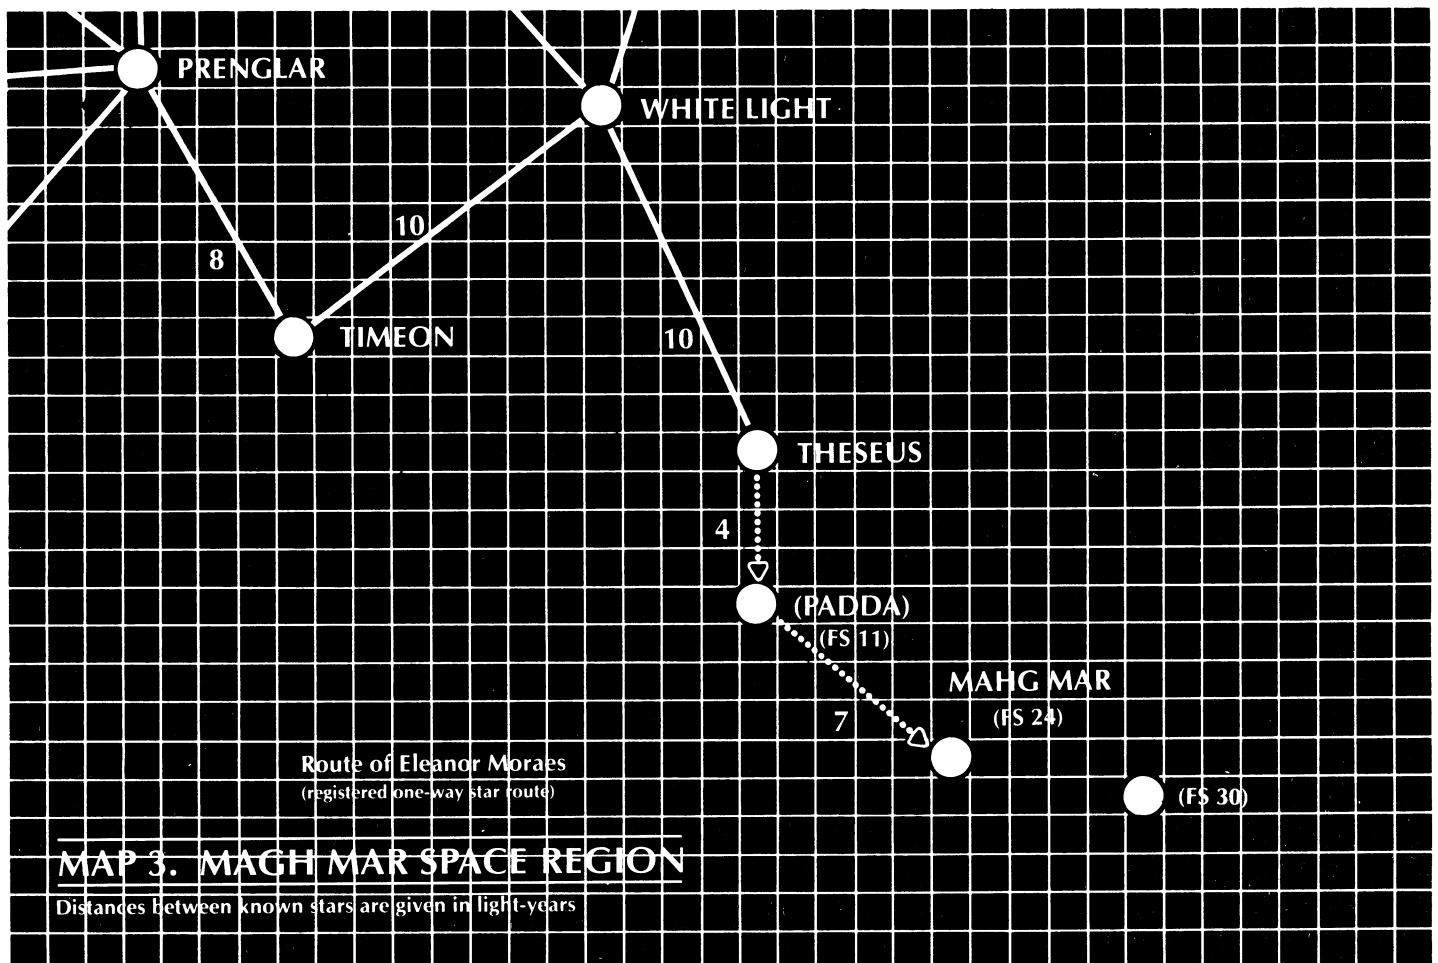 PRENGLAR
WHITE LIGHT
10
8
TIMEON
10
THESEUS
4
(PADDA)
(FS 11)
MAHG MAR
(FS 24)
7
Route of Eleanor Moraes
(registered one-way star route)
(FS 30)
MAP 3. MAGH MAR SPACE REGION
Distances between known stars are given in light-years